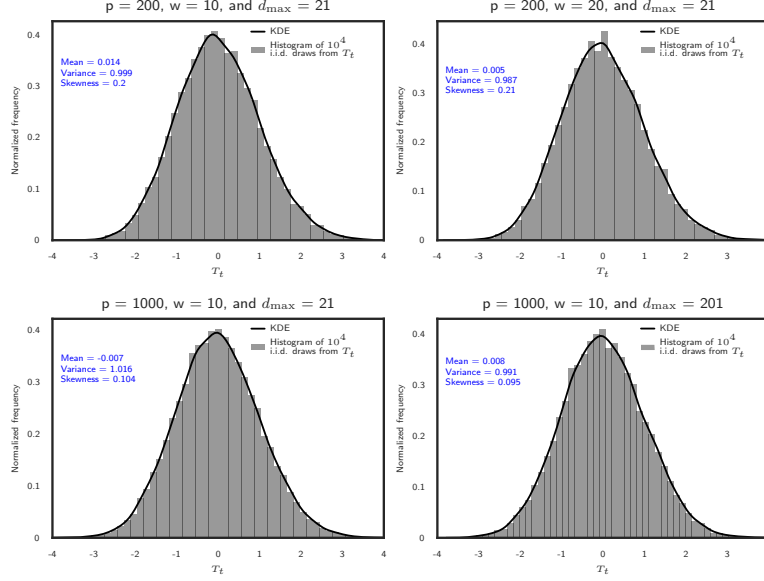 p = 200, w = 10, and d_max = 21
KDE
Histogram of 10^4
i.i.d. draws from T_t
Mean = 0.014
Variance = 0.999
Skewness = 0.2
Normalized frequency
0.4
0.3
0.2
0.1
0
-4 -3 -2 -1 0 1 2 3 4
T_t
p = 200, w = 20, and d_max = 21
KDE
Histogram of 10^4
i.i.d. draws from T_t
Mean = 0.005
Variance = 0.987
Skewness = 0.21
Normalized frequency
0.4
0.3
0.2
0.1
0
-4 -3 -2 -1 0 1 2 3
T_t
p = 1000, w = 10, and d_max = 21
KDE
Histogram of 10^4
i.i.d. draws from T_t
Mean = -0.007
Variance = 1.016
Skewness = 0.104
Normalized frequency
0.4
0.3
0.2
0.1
0
-4 -3 -2 -1 0 1 2 3 4
T_t
p = 1000, w = 10, and d_max = 201
KDE
Histogram of 10^4
i.i.d. draws from T_t
Mean = 0.008
Variance = 0.991
Skewness = 0.095
Normalized frequency
0.4
0.3
0.2
0.1
0
-4 -3 -2 -1 0 1 2 3
T_t